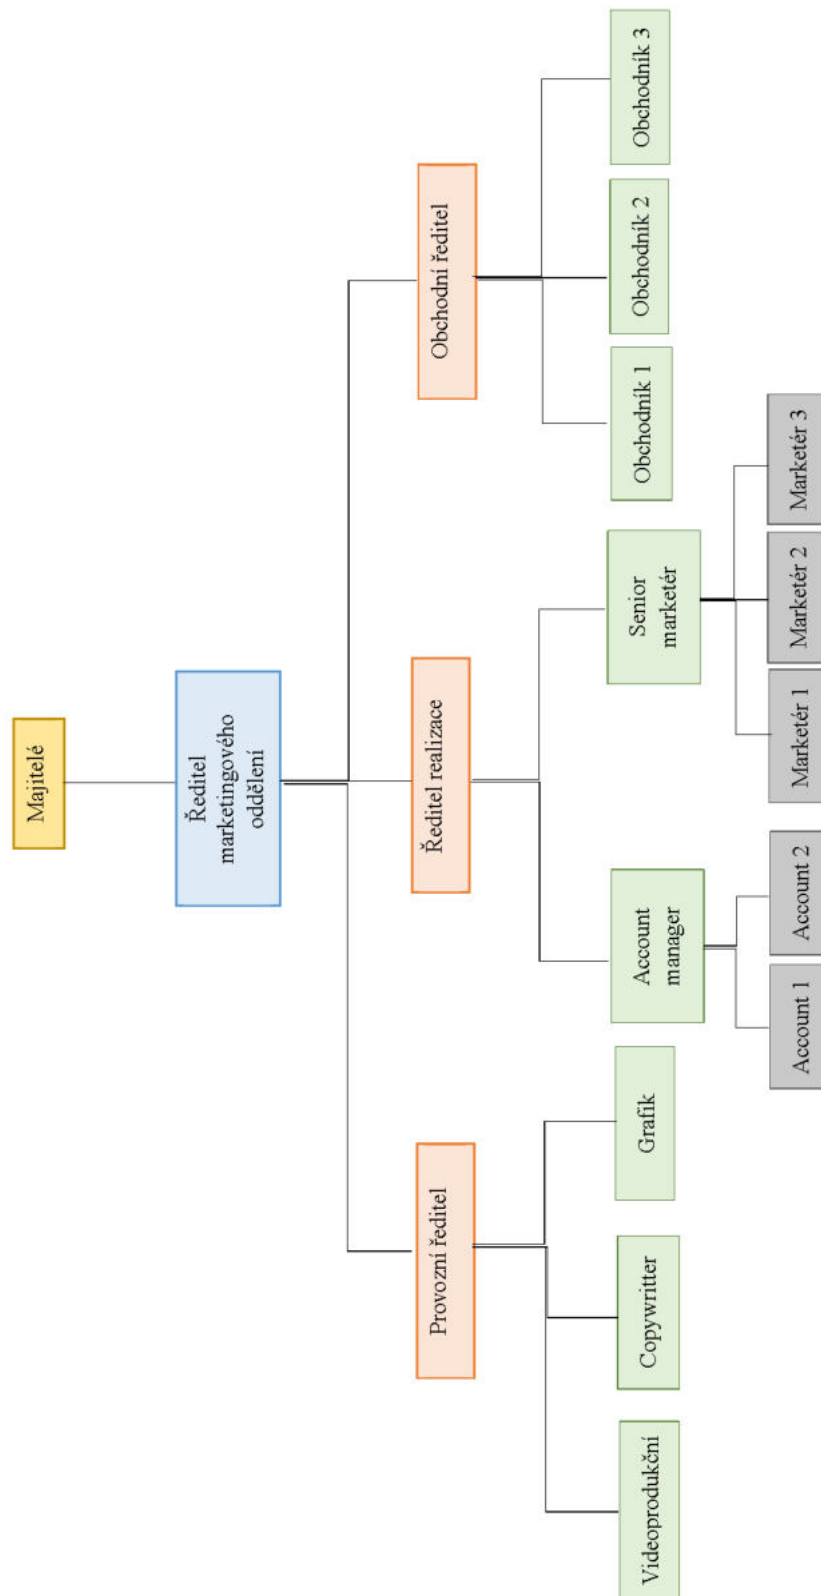 Majitelé
Ředitel
marketingového
oddělení
Provozní ředitel
Ředitel realizace
Obchodní ředitel
Videoprodukční
Copywritter
Grafik
Account
manager
Senior
marketér
Obchodník 1
Obchodník 2
Obchodník 3
Account 1
Account 2
Marketér 1
Marketér 2
Marketér 3